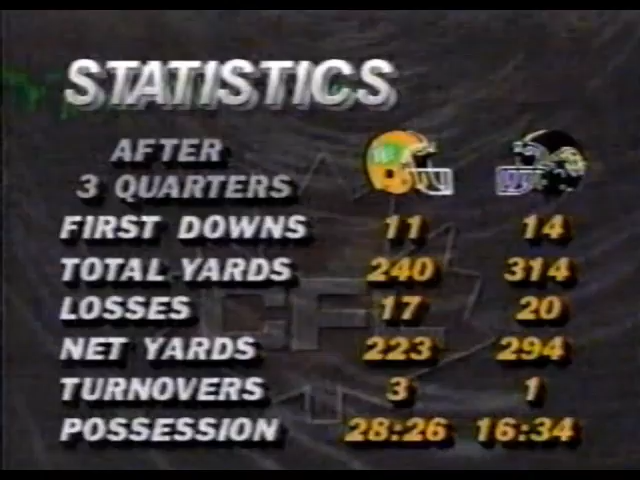 STATISTICS
AFTER
3 QUARTERS
FIRST DOWNS 11 14
TOTAL YARDS 240 314
LOSSES 17 20
NET YARDS 223 294
TURNOVERS 3 1
POSSESSION 28:26 16:34
CFL